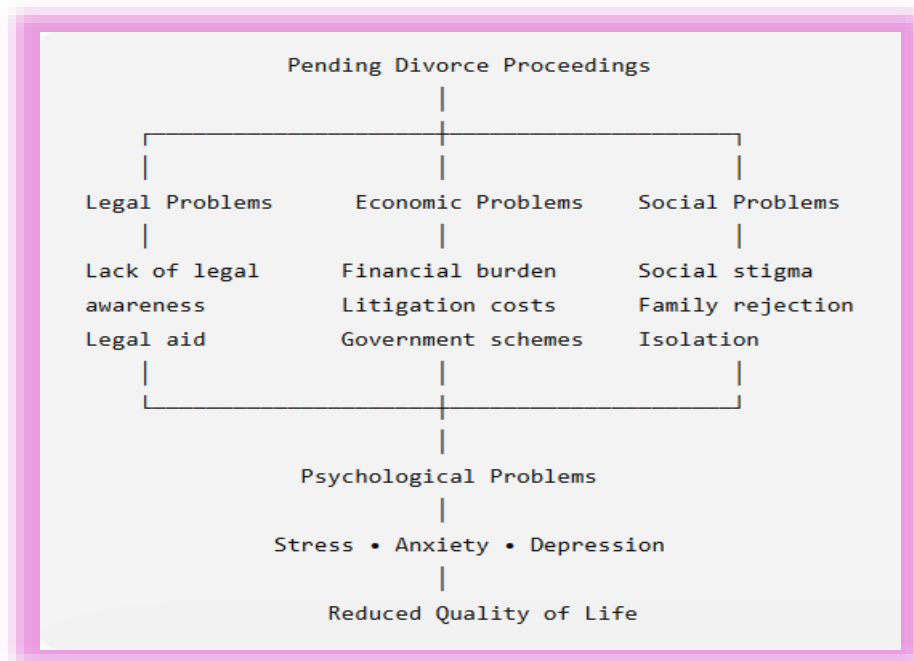 Pending Divorce Proceedings
Legal Problems Economic Problems Social Problems
Lack of legal Financial burden Social stigma
awareness Litigation costs Family rejection
Legal aid Government schemes Isolation
Psychological Problems
Stress • Anxiety • Depression
Reduced Quality of Life